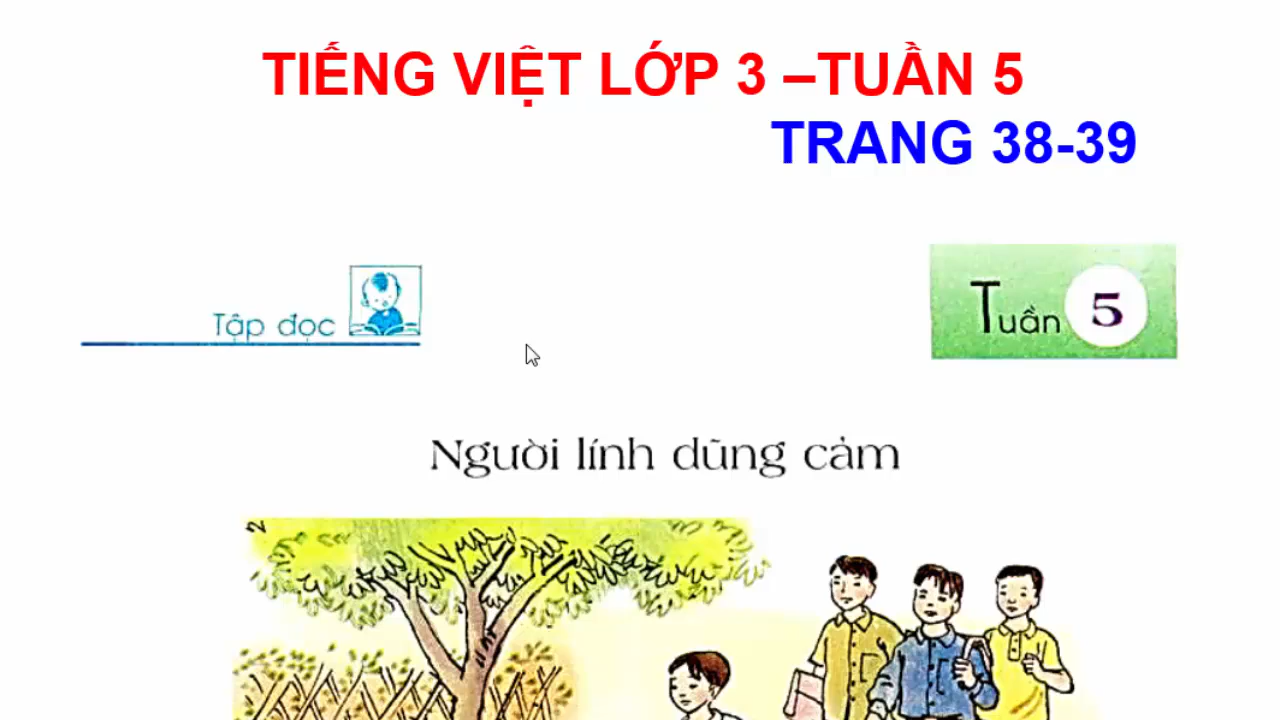 TIẾNG VIỆT LỚP 3 –TUẦN 5
TRANG 38-39
Tập đọc
Tuần 5
Người lính dũng cảm